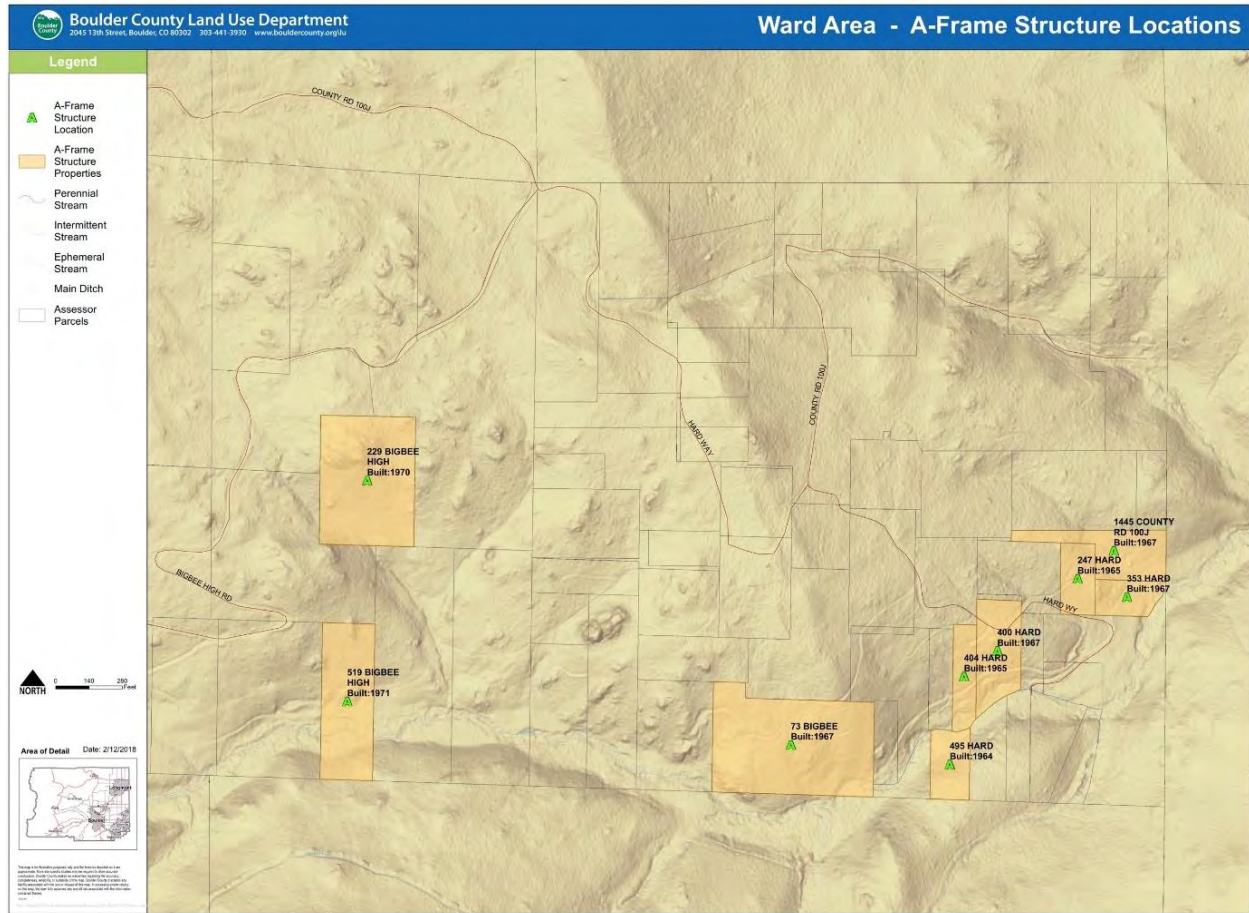 Boulder County Land Use Department
2045 13th Street, Boulder, CO 80302 303-441-3930 www.bouldercounty.org\lu
Ward Area - A-Frame Structure Locations
Boulder
County
Legend
A-Frame
Structure
Location
A-Frame
Structure
Properties
Perennial
Stream
Intermittent
Stream
Ephemeral
Stream
Main Ditch
Assessor
Parcels
NORTH
0 140 280
Feet
Area of Detail Date: 2/12/2018
COUNTY RD 100J
HARD WAY
COUNTY RD 100J
229 BIGBEE
HIGH
Built:1970
BIGBEE HIGH RD
519 BIGBEE
HIGH
Built:1971
73 BIGBEE
Built:1967
1445 COUNTY
RD 100J
Built:1967
247 HARD
Built:1965
353 HARD
Built:1967
HARD WY
400 HARD
Built:1967
404 HARD
Built:1965
495 HARD
Built:1964